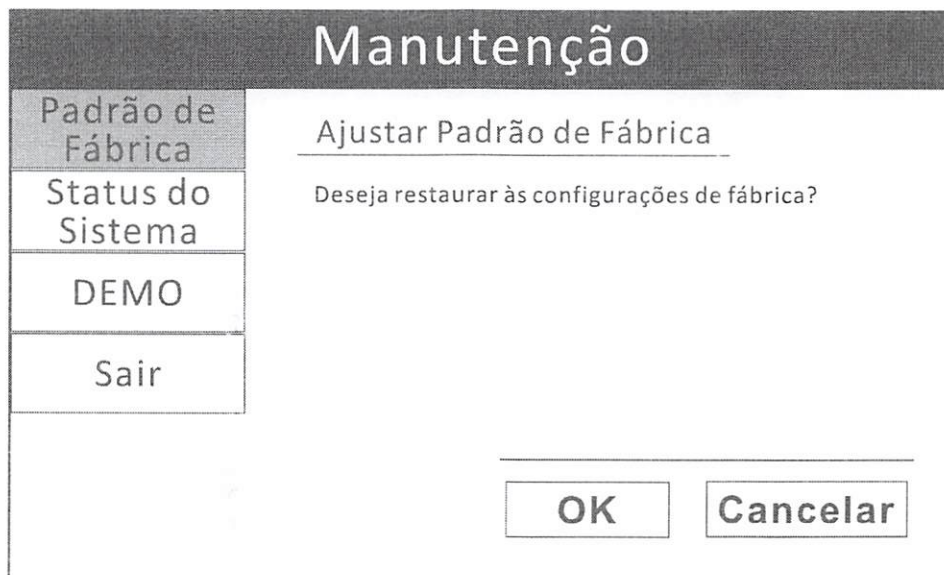 Manutenção
Padrão de
Fábrica
Status do
Sistema
DEMO
Sair
Ajustar Padrão de Fábrica
Deseja restaurar às configurações de fábrica?
OK
Cancelar